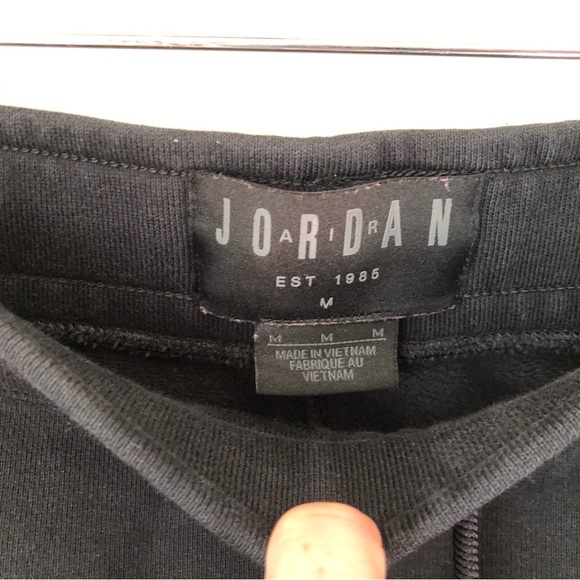 JORDAN
AIR
EST 1985
M
M M M
MADE IN VIETNAM
FABRIQUE AU
VIETNAM